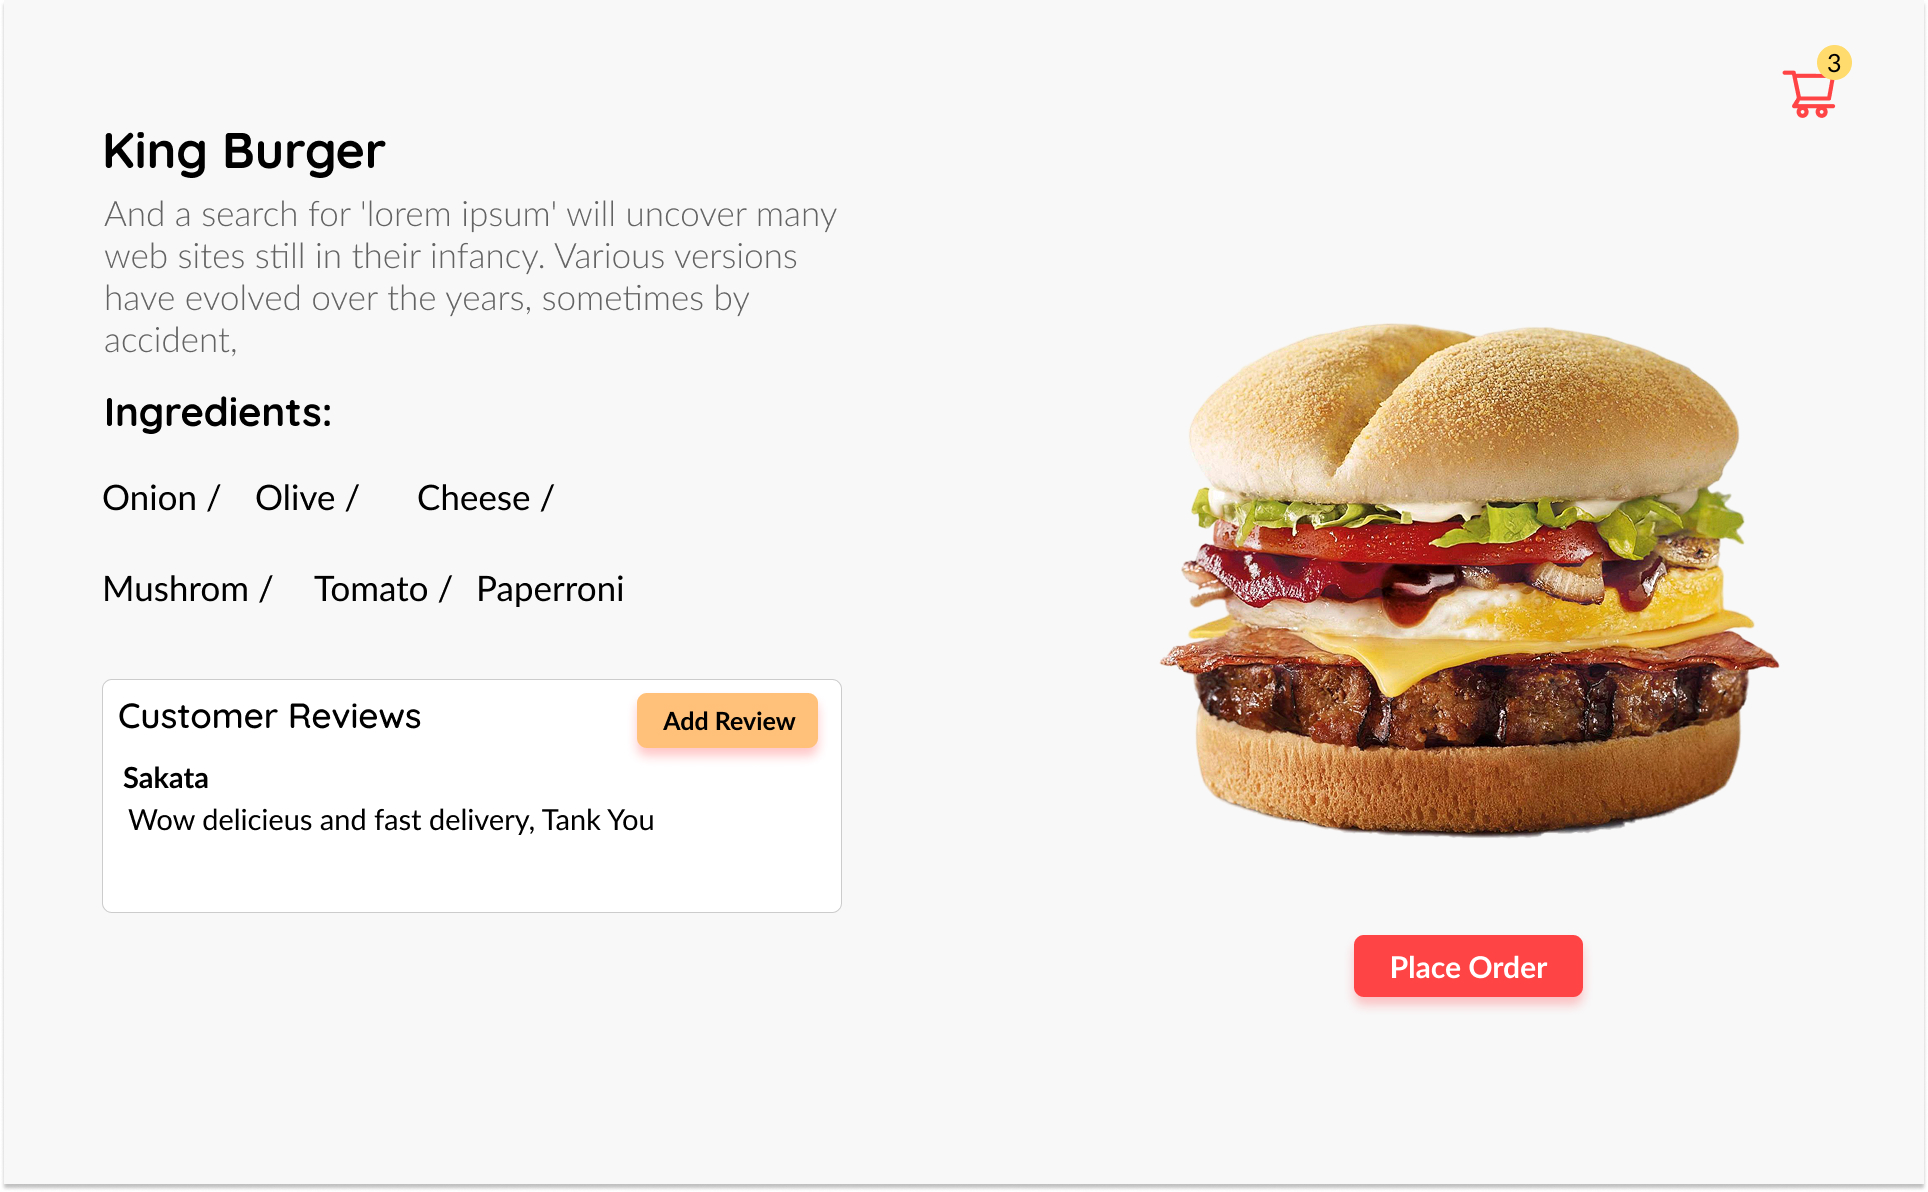 3
King Burger
And a search for 'lorem ipsum' will uncover many
web sites still in their infancy. Various versions
have evolved over the years, sometimes by
accident,
Ingredients:
Onion / Olive / Cheese /
Mushrom / Tomato / Paperroni
Customer Reviews
Add Review
Sakata
Wow delicieus and fast delivery, Tank You
Place Order